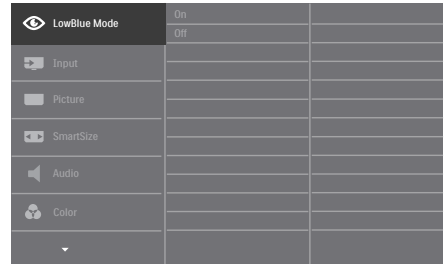 LowBlue Mode
On
Off
Input
Picture
SmartSize
Audio
Color